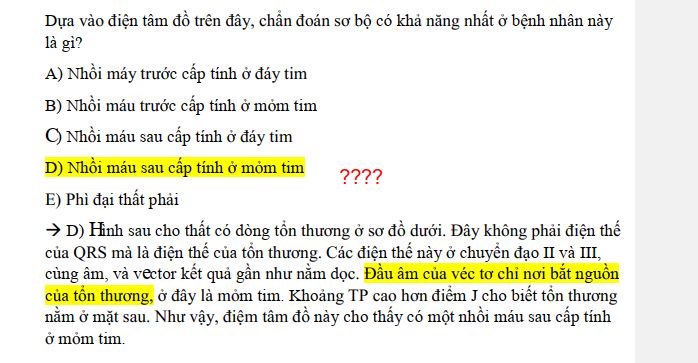 Dựa vào điện tâm đồ trên đây, chẩn đoán sơ bộ có khả năng nhất ở bệnh nhân này
là gì?
A) Nhồi máy trước cấp tính ở đáy tim
B) Nhồi máu trước cấp tính ở mỏm tim
C) Nhồi máu sau cấp tính ở đáy tim
D) Nhồi máu sau cấp tính ở mỏm tim
????
E) Phì đại thất phải
→ D) Hình sau cho thất có dòng tổn thương ở sơ đồ dưới. Đây không phải điện thế
của QRS mà là điện thế của tổn thương. Các điện thế này ở chuyển đạo II và III,
cùng âm, và vector kết quả gần như nằm dọc. Đầu âm của véc tơ chỉ nơi bắt nguồn
của tổn thương, ở đây là mỏm tim. Khoảng TP cao hơn điểm J cho biết tổn thương
nằm ở mặt sau. Như vậy, điệm tâm đồ này cho thấy có một nhồi máu sau cấp tính
ở mỏm tim.